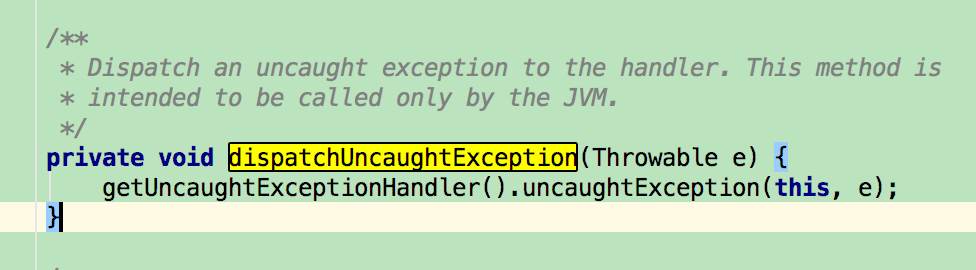 /**
* Dispatch an uncaught exception to the handler. This method is
* intended to be called only by the JVM.
*/
private void dispatchUncaughtException(Throwable e) {
getUncaughtExceptionHandler().uncaughtException(this, e);
}